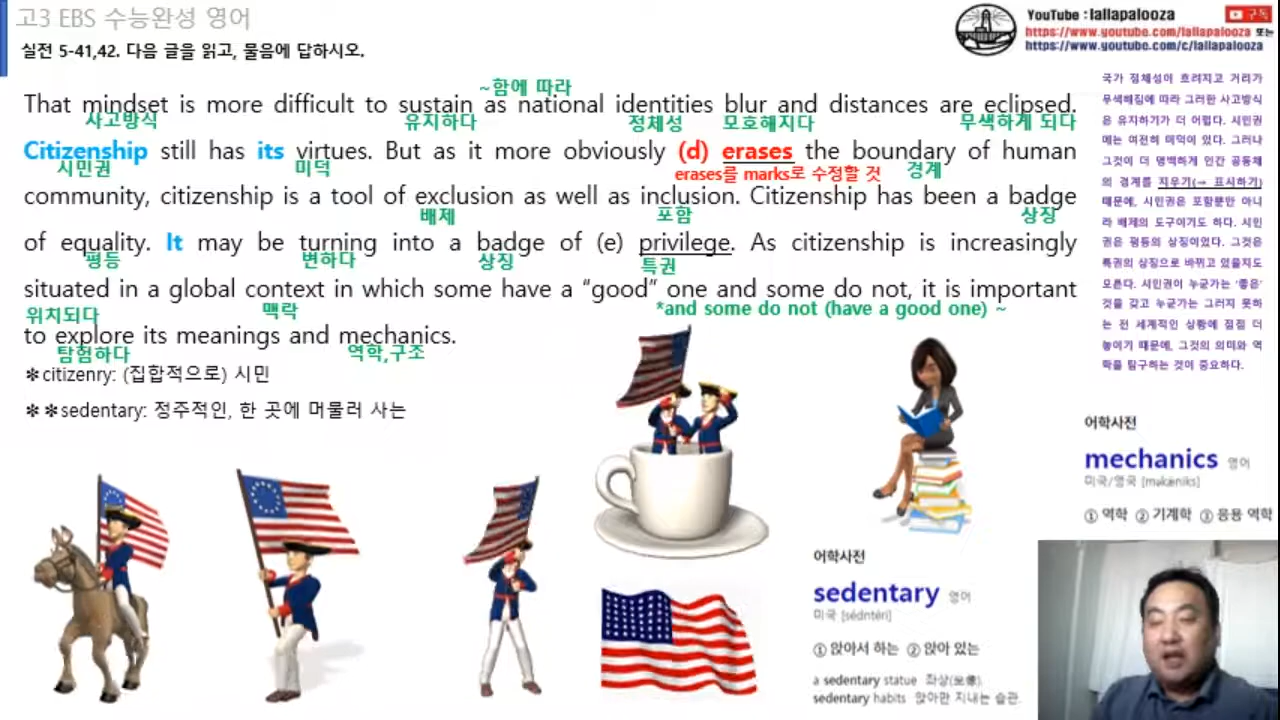 고3 EBS 수능완성 영어
YouTube : lallapalooza
구독
https://www.youtube.com/lallapalooza 또는
https://www.youtube.com/c/lallapalooza
실전 5-41,42. 다음 글을 읽고, 물음에 답하시오.
~함에 따라
That mindset is more difficult to sustain as national identities blur and distances are eclipsed.
사고방식 유지하다 정체성 모호해지다 무색하게 되다
Citizenship still has its virtues. But as it more obviously (d) erases the boundary of human
시민권 미덕 erases를 marks로 수정할 것 경계
community, citizenship is a tool of exclusion as well as inclusion. Citizenship has been a badge
배제 포함 상징
of equality. It may be turning into a badge of (e) privilege. As citizenship is increasingly
평등 변하다 상징 특권
situated in a global context in which some have a “good” one and some do not, it is important
위치되다 맥락 *and some do not (have a good one) ~
to explore its meanings and mechanics.
탐험하다 역학,구조
*citizenry: (집합적으로) 시민
**sedentary: 정주적인, 한 곳에 머물러 사는
국가 정체성이 흐려지고 거리가
무색해짐에 따라 그러한 사고방식
은 유지하기가 더 어렵다. 시민권
에는 여전히 미덕이 있다. 그러나
그것이 더 명백하게 인간 공동체
의 경계를 지우기(→ 표시하기)
때문에, 시민권은 포함뿐만 아니
라 배제의 도구이기도 하다. 시민
권은 평등의 상징이었다. 그것은
특권의 상징으로 바뀌고 있을지도
모른다. 시민권이 누군가는 ‘좋은’
것을 갖고 누군가는 그러지 못하
는 전 세계적인 상황에 점점 더
놓이기 때문에, 그것의 의미와 역
학을 탐구하는 것이 중요하다.
어학사전
mechanics 영어
미국/영국 [məkæniks]
① 역학 ② 기계학 ③ 응용 역학
어학사전
sedentary 영어
미국 [sédntèri]
① 앉아서 하는 ② 앉아 있는
a sedentary statue 좌상(坐像).
sedentary habits 앉아만 지내는 습관.